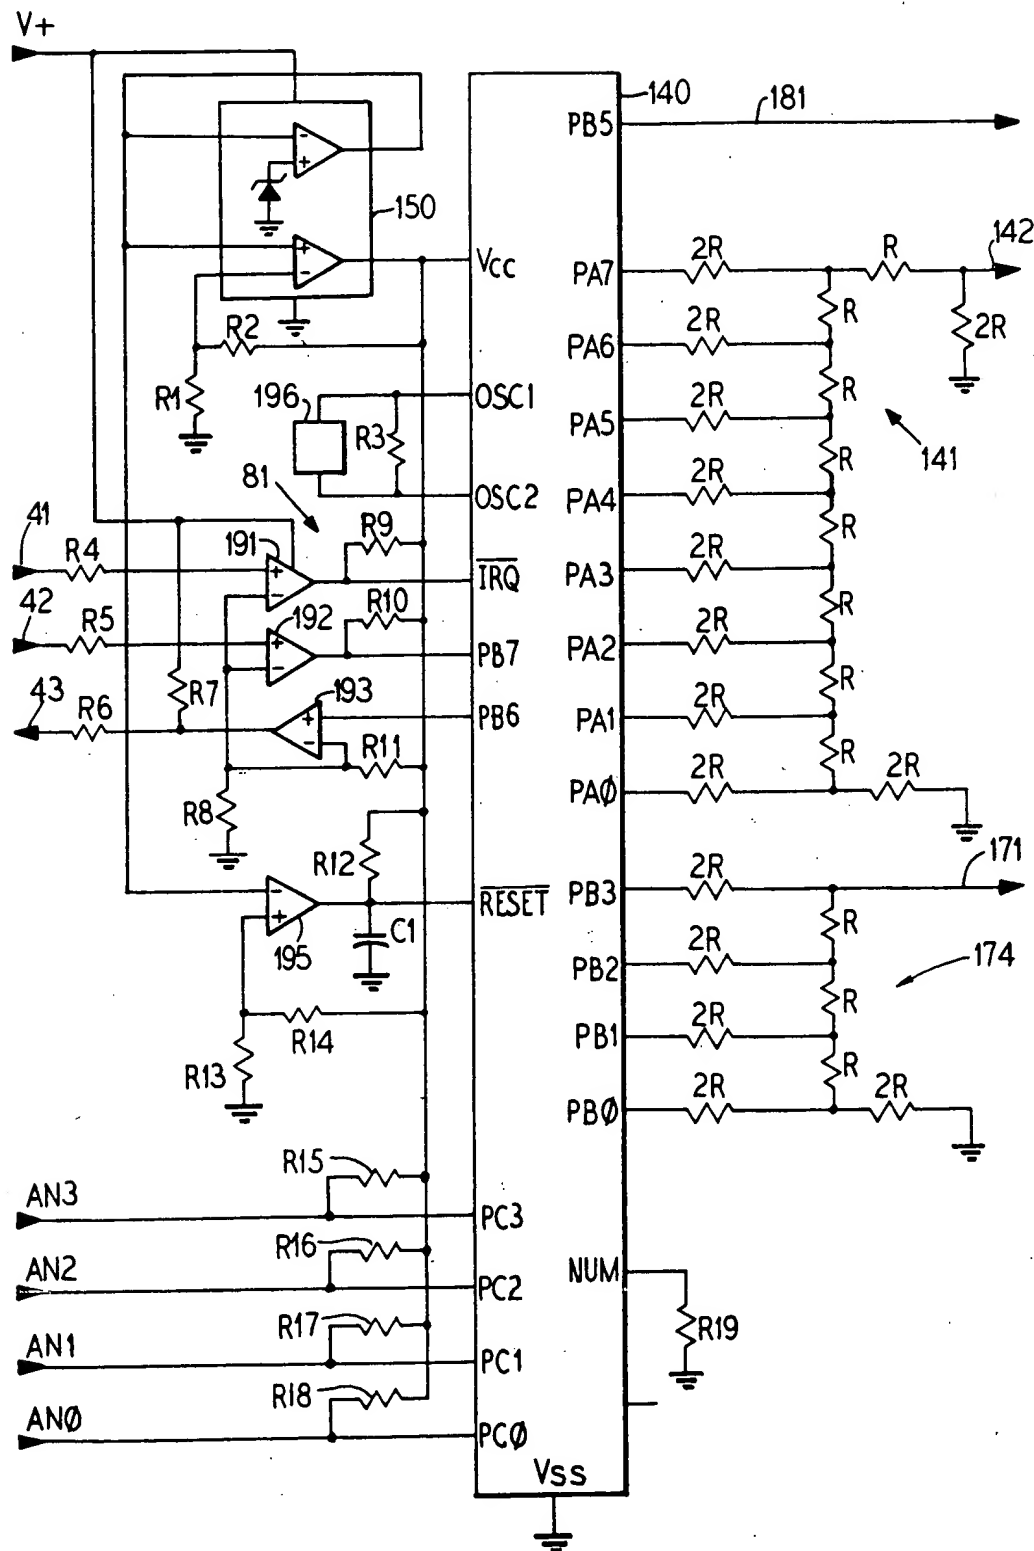 V+
140
PB5
181
-
+
150
+
-
VCC
PA7
2R
R
142
R
2R
R2
PA6
2R
R1
R
196
OSC1
PA5
2R
141
R3
R
81
OSC2
PA4
2R
41
R4
191
R9
R
+
-
IRQ
PA3
2R
42
R5
192
R10
R
+
-
PB7
PA2
2R
43
R6
R7
193
PB6
R
+
-
PA1
2R
R11
R
R8
PAØ
2R
2R
R12
PB3
2R
171
-
+
RESET
R
195
C1
PB2
2R
174
R
R14
PB1
2R
R13
R
PBØ
2R
2R
R15
AN3
PC3
R16
AN2
PC2
NUM
R17
R19
AN1
PC1
R18
ANØ
PCØ
VSS